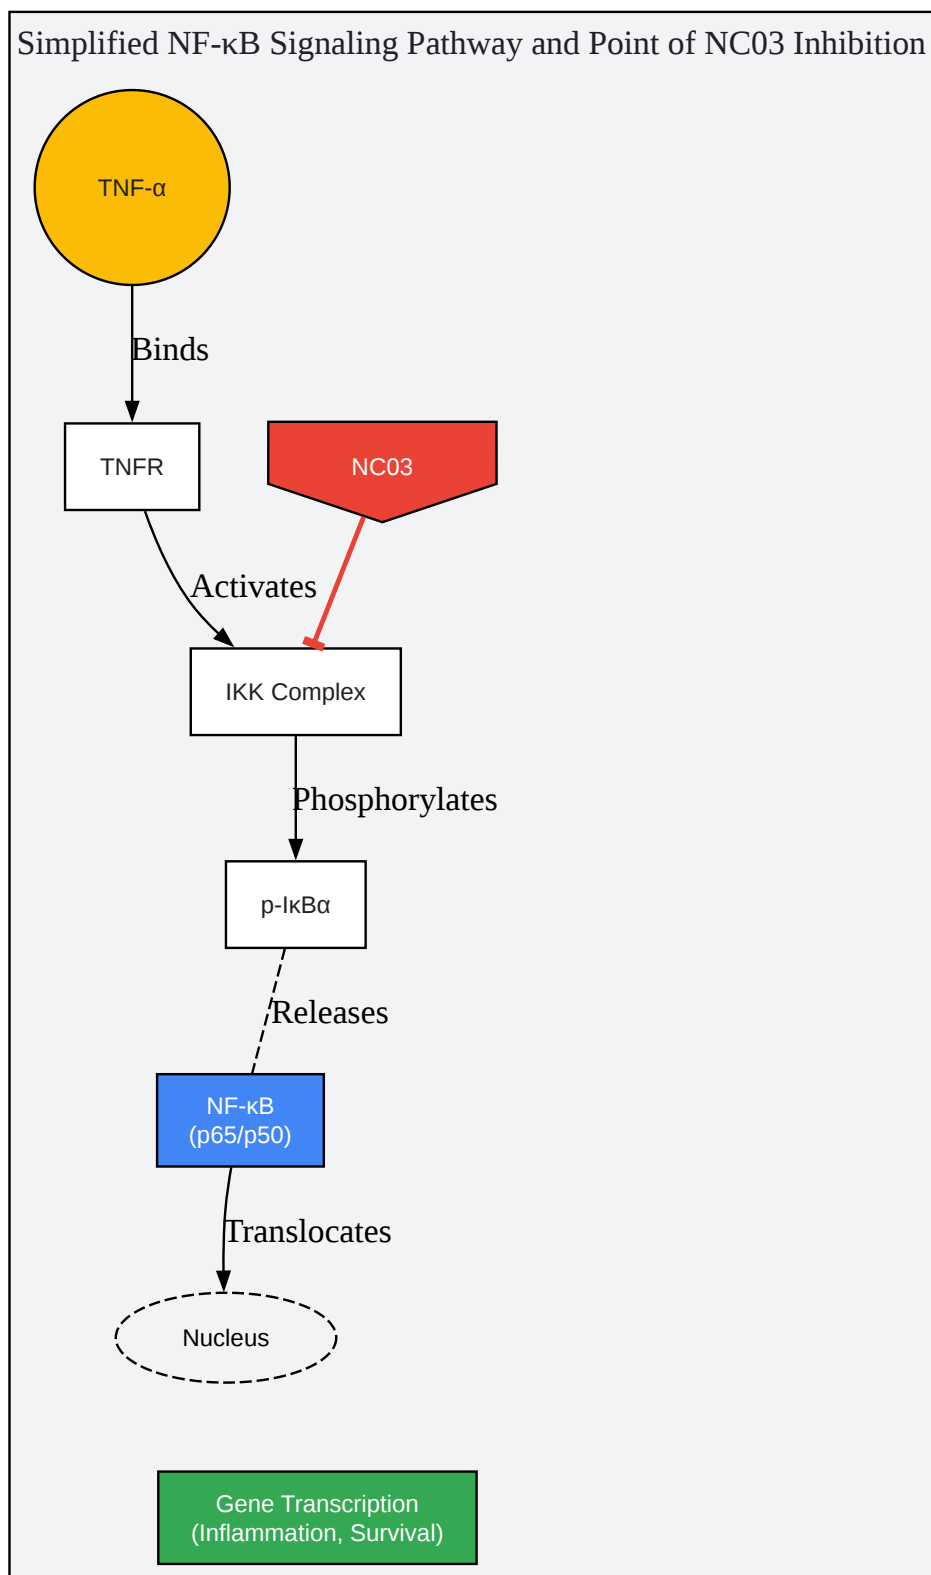 Simplified NF-κB Signaling Pathway and Point of NC03 Inhibition
TNF-α
Binds
TNFR
NC03
Activates
IKK Complex
Phosphorylates
p-IκBα
Releases
NF-κB
(p65/p50)
Translocates
Nucleus
Gene Transcription
(Inflammation, Survival)